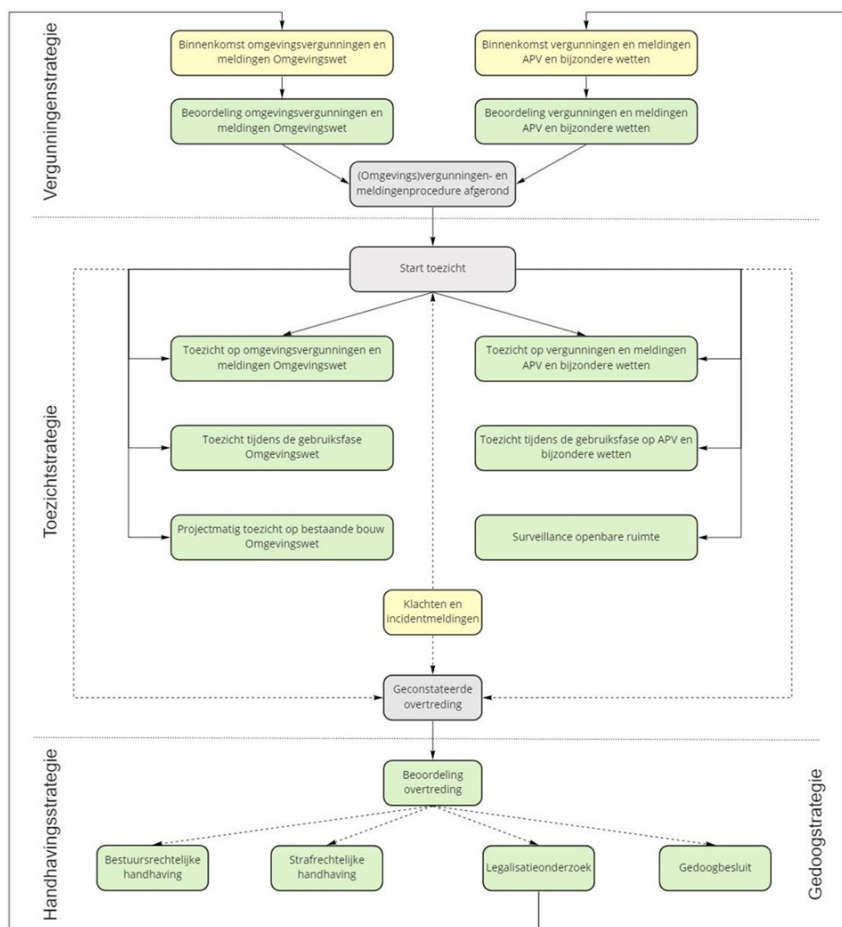 Vergunningenstrategie
Binnenkomst omgevingsvergunningen en
meldingen Omgevingswet
Binnenkomst vergunningen en meldingen
APV en bijzondere wetten
Beoordeling omgevingsvergunningen en
meldingen Omgevingswet
Beoordeling vergunningen en meldingen
APV en bijzondere wetten
(Omgevings)vergunningen- en
meldingenprocedure afgerond
Toezichtstrategie
Start toezicht
Toezicht op omgevingsvergunningen en
meldingen Omgevingswet
Toezicht op vergunningen en meldingen
APV en bijzondere wetten
Toezicht tijdens de gebruiksfase
Omgevingswet
Toezicht tijdens de gebruiksfase op APV en
bijzondere wetten
Projectmatig toezicht op bestaande bouw
Omgevingswet
Surveillance openbare ruimte
Klachten en
incidentmeldingen
Geconstateerde
overtreding
Handhavingsstrategie
Beoordeling
overtreding
Bestuursrechtelijke
handhaving
Strafrechtelijke
handhaving
Legalisatieonderzoek
Gedoogbesluit
Gedoogstrategie